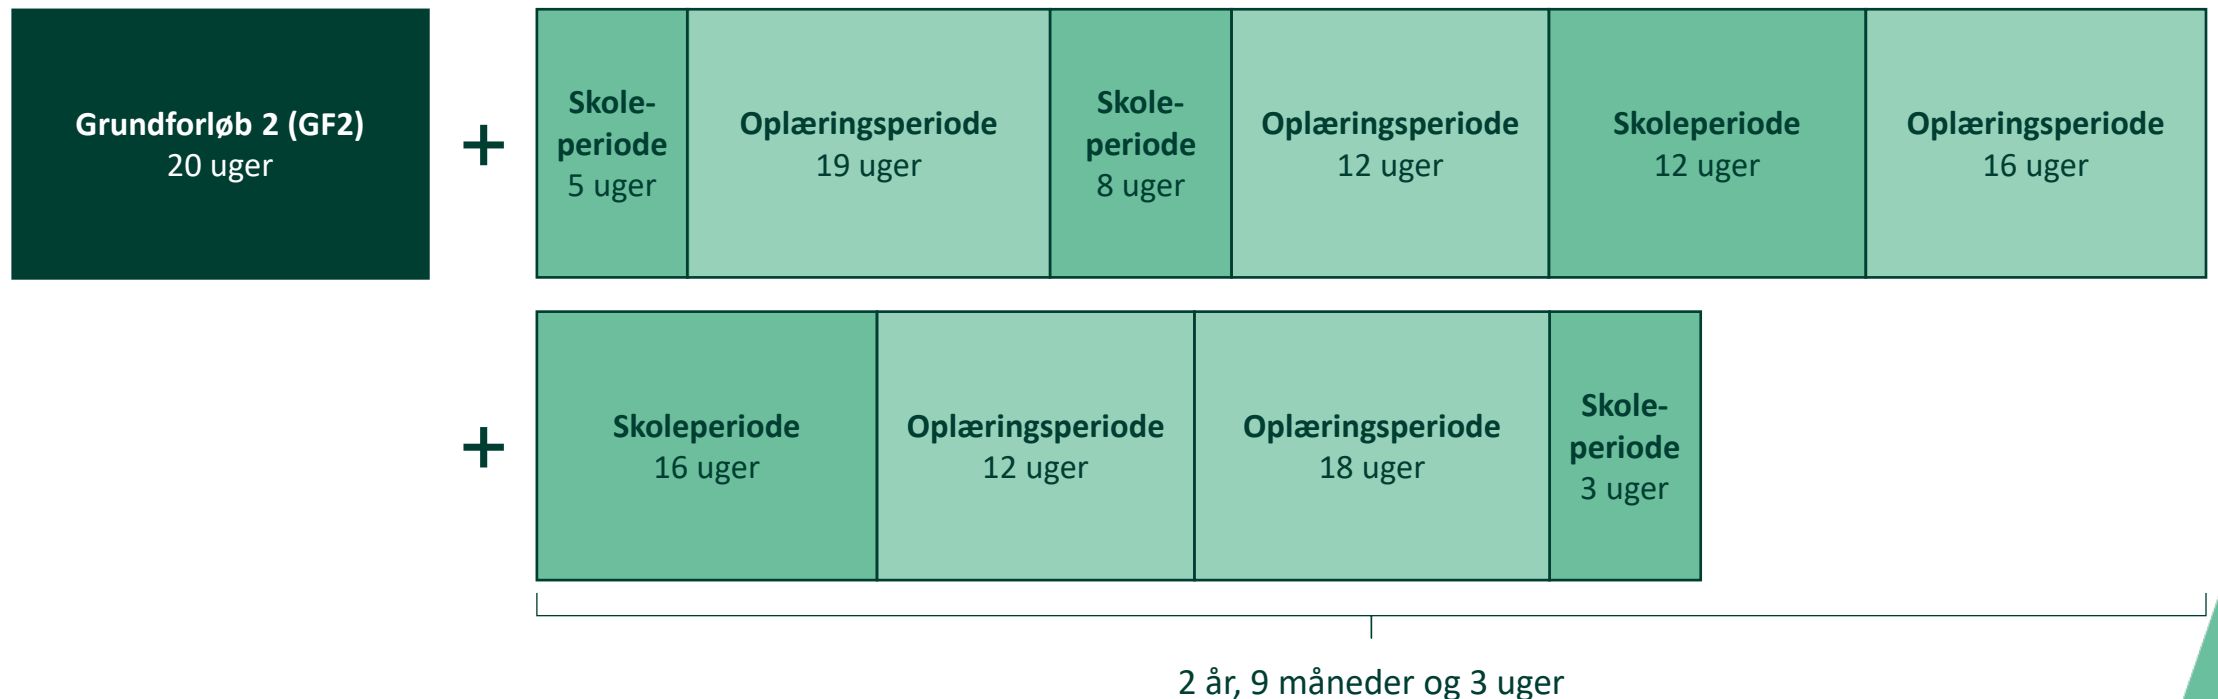 Grundforløb 2 (GF2)
20 uger
+
Skole-
periode
5 uger
Oplæringsperiode
19 uger
Skole-
periode
8 uger
Oplæringsperiode
12 uger
Skoleperiode
12 uger
Oplæringsperiode
16 uger
+
Skoleperiode
16 uger
Oplæringsperiode
12 uger
Oplæringsperiode
18 uger
Skole-
periode
3 uger
2 år, 9 måneder og 3 uger